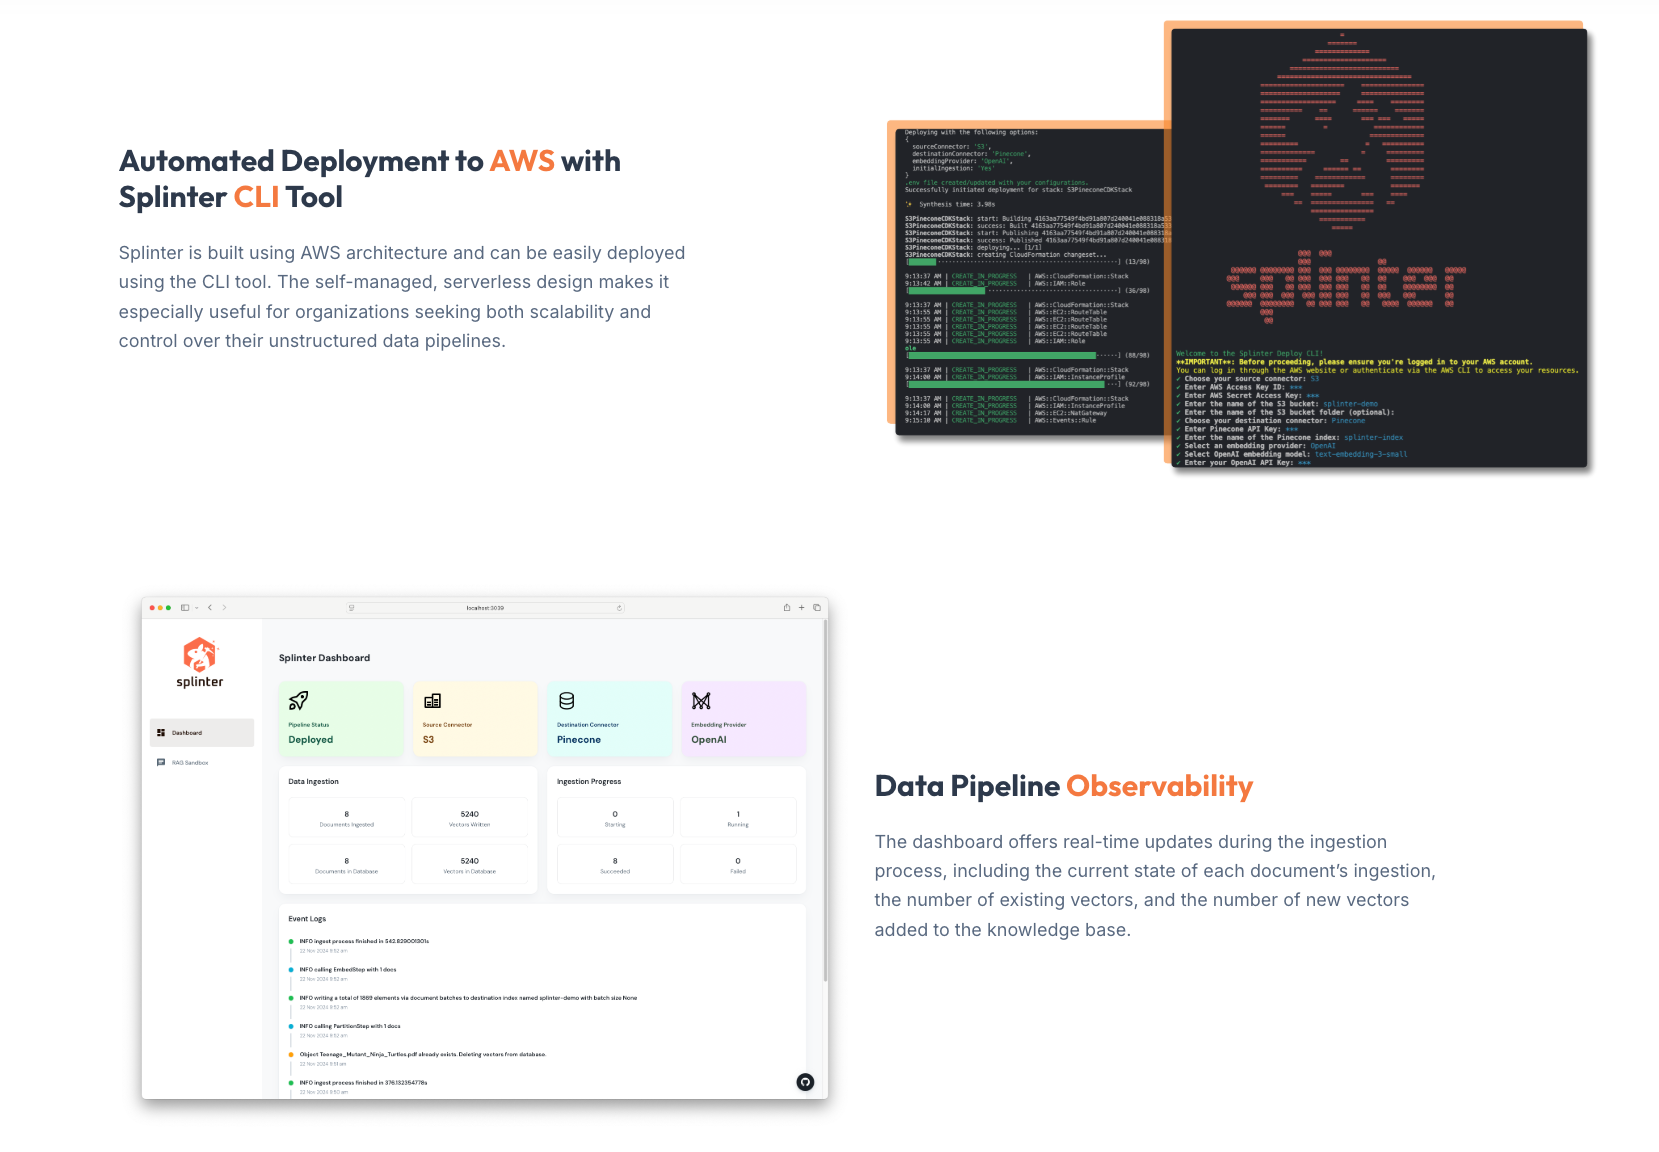 Automated Deployment to AWS with
Splinter CLI Tool
Splinter is built using AWS architecture and can be easily deployed
using the CLI tool. The self-managed, serverless design makes it
especially useful for organizations seeking both scalability and
control over their unstructured data pipelines.
Deploying with the following options:
{
sourceConnector: 'S3',
destinationConnector: 'Pinecone',
embeddingProvider: 'OpenAI',
initialIngestion: 'Yes'
}
.env file created/updated with your configurations.
Successfully initiated deployment for stack: S3PineconeCDKStack
✨ Synthesis time: 3.98s
S3PineconeCDKStack: start: Building
S3PineconeCDKStack: success: Built
S3PineconeCDKStack: start: Publishing
S3PineconeCDKStack: success: Published
S3PineconeCDKStack: deploying... [1/1]
S3PineconeCDKStack: creating CloudFormation changeset...
(13/98)
9:13:37 AM | CREATE_IN_PROGRESS | AWS::CloudFormation::Stack
9:13:42 AM | CREATE_IN_PROGRESS | AWS::IAM::Role
(36/98)
9:13:37 AM | CREATE_IN_PROGRESS | AWS::CloudFormation::Stack
9:13:55 AM | CREATE_IN_PROGRESS | AWS::EC2::RouteTable
9:13:55 AM | CREATE_IN_PROGRESS | AWS::EC2::RouteTable
9:13:55 AM | CREATE_IN_PROGRESS | AWS::EC2::RouteTable
9:13:55 AM | CREATE_IN_PROGRESS | AWS::EC2::RouteTable
9:13:55 AM | CREATE_IN_PROGRESS | AWS::IAM::Role
ole
(88/98)
9:13:37 AM | CREATE_IN_PROGRESS | AWS::CloudFormation::Stack
9:14:00 AM | CREATE_IN_PROGRESS | AWS::IAM::InstanceProfile
(92/98)
9:13:37 AM | CREATE_IN_PROGRESS | AWS::CloudFormation::Stack
9:14:00 AM | CREATE_IN_PROGRESS | AWS::IAM::InstanceProfile
9:14:17 AM | CREATE_IN_PROGRESS | AWS::EC2::NatGateway
9:15:10 AM | CREATE_IN_PROGRESS | AWS::Events::Rule
splinter
Welcome to the Splinter Deploy CLI!
**IMPORTANT**: Before proceeding, please ensure you're logged in to your AWS account.
You can log in through the AWS website or authenticate via the AWS CLI to access your resources.
✔ Choose your source connector: S3
✔ Enter AWS Access Key ID: ***
✔ Enter AWS Secret Access Key: ***
✔ Enter the name of the S3 bucket: splinter-demo
✔ Enter the name of the S3 bucket folder (optional):
✔ Choose your destination connector: Pinecone
✔ Enter Pinecone API Key: ***
✔ Enter the name of the Pinecone index: splinter-index
✔ Select an embedding provider: OpenAI
✔ Select OpenAI embedding model: text-embedding-3-small
✔ Enter your OpenAI API Key: ***
localhost:3039
splinter
Dashboard
RAG Sandbox
Splinter Dashboard
Pipeline Status
Deployed
Source Connector
S3
Destination Connector
Pinecone
Embedding Provider
OpenAI
Data Ingestion
8
Documents Ingested
5240
Vectors Written
8
Documents in Database
5240
Vectors in Database
Ingestion Progress
0
Starting
1
Running
8
Succeeded
0
Failed
Event Logs
INFO ingest process finished in 542.829001301s
22 Nov 2024 9:52 am
INFO calling EmbedStep with 1 docs
22 Nov 2024 9:52 am
INFO writing a total of 1869 elements via document batches to destination index named splinter-demo with batch size None
22 Nov 2024 9:52 am
INFO calling PartitionStep with 1 docs
22 Nov 2024 9:52 am
Object Teenage_Mutant_Ninja_Turtles.pdf already exists. Deleting vectors from database.
22 Nov 2024 9:51 am
INFO ingest process finished in 376.132354778s
22 Nov 2024 9:50 am
Data Pipeline Observability
The dashboard offers real-time updates during the ingestion
process, including the current state of each document's ingestion,
the number of existing vectors, and the number of new vectors
added to the knowledge base.